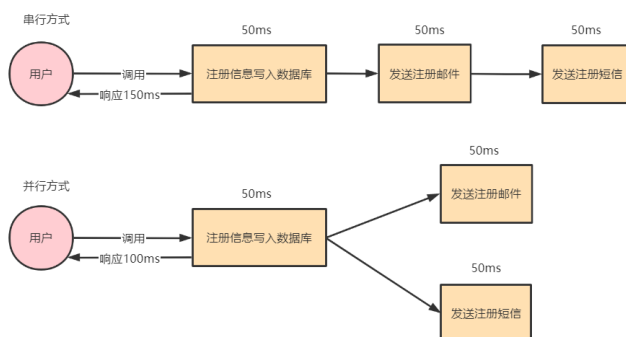 串行方式
50ms
50ms
50ms
用户
调用
响应150ms
注册信息写入数据库
发送注册邮件
发送注册短信
并行方式
50ms
50ms
用户
调用
响应100ms
注册信息写入数据库
发送注册邮件
50ms
发送注册短信